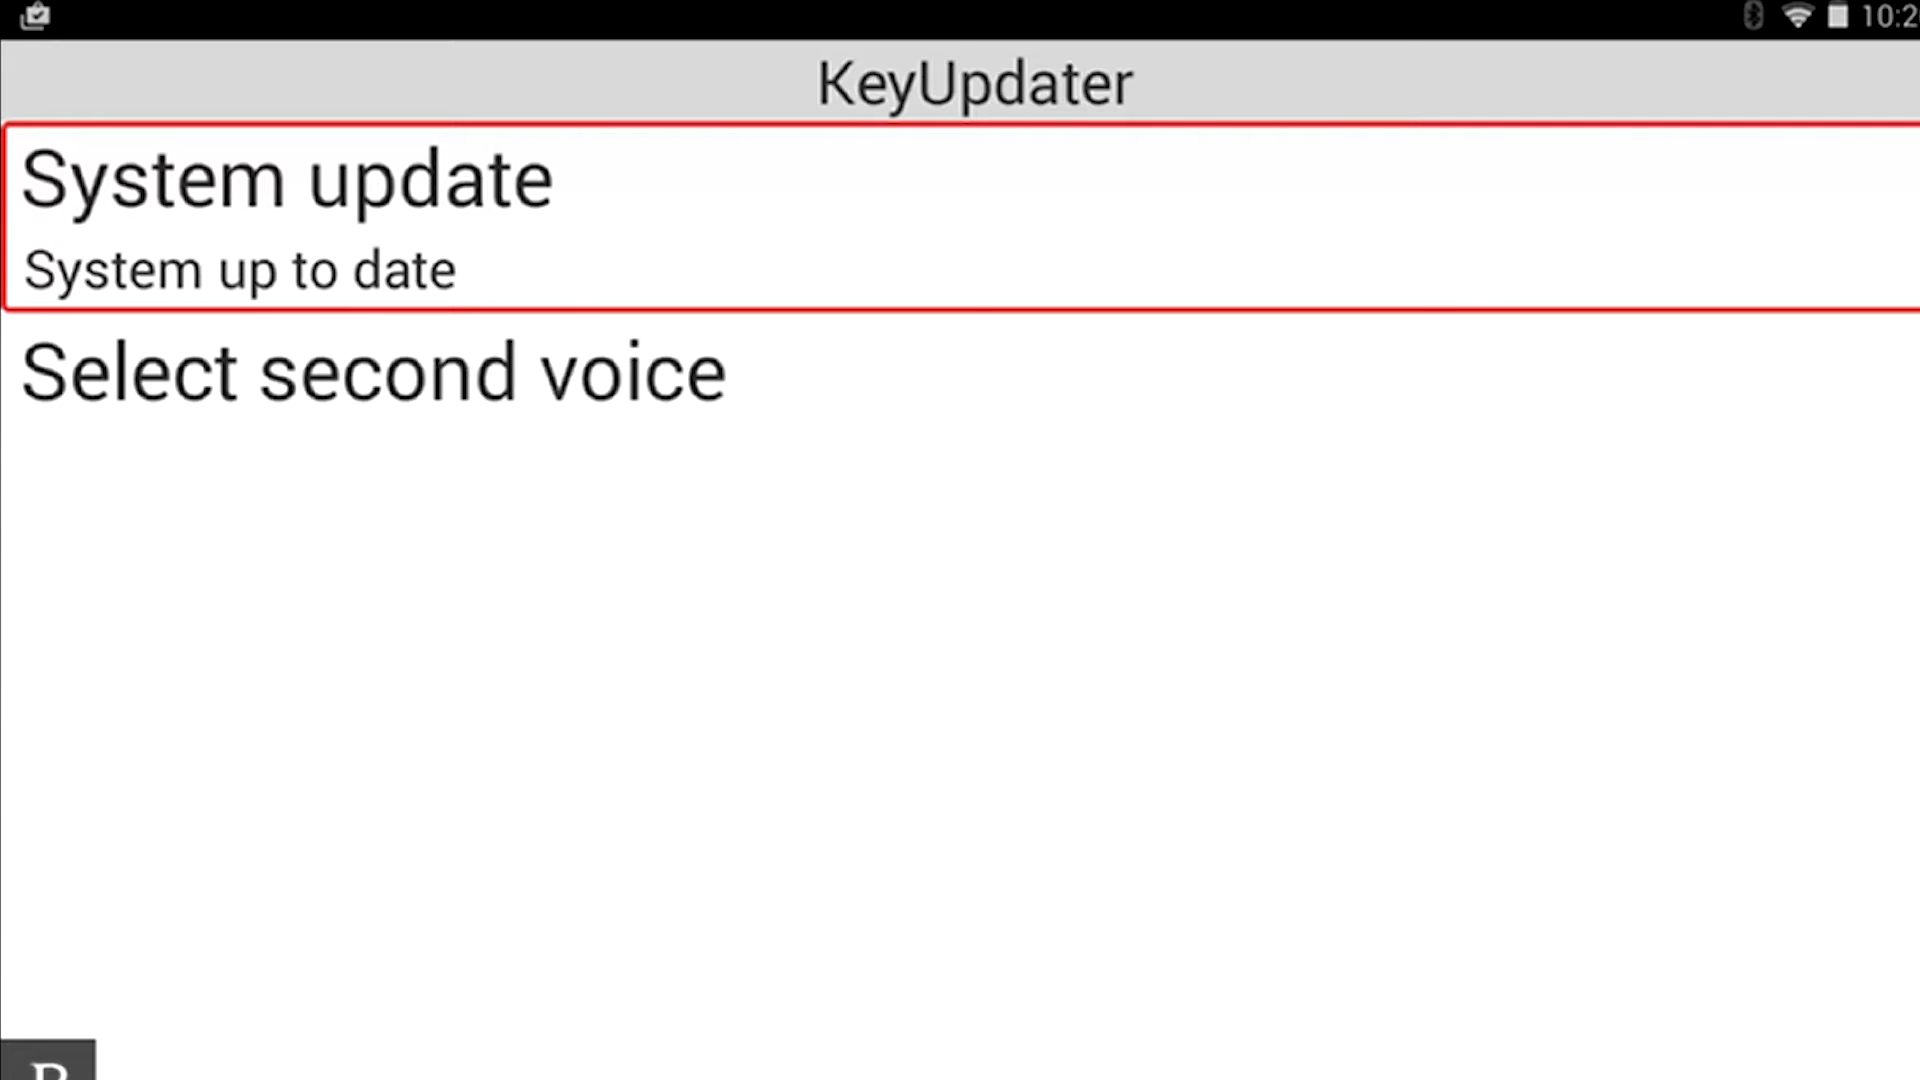 KeyUpdater
System update
System up to date
Select second voice